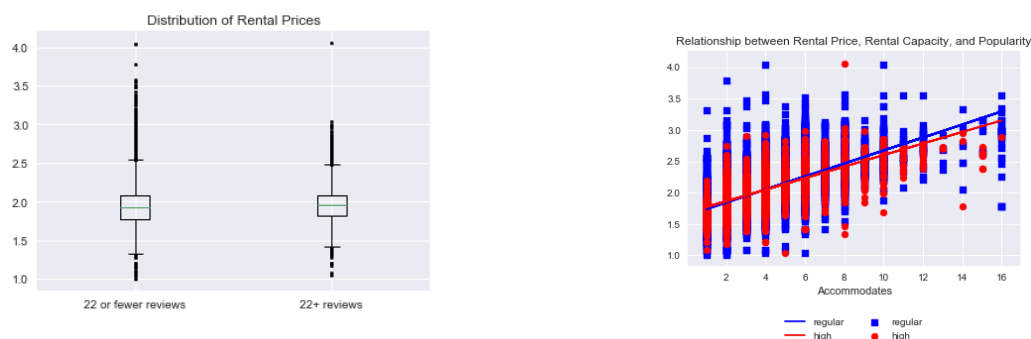 Distribution of Rental Prices
4.0
3.5
3.0
2.5
2.0
1.5
1.0
22 or fewer reviews 22+ reviews
Relationship between Rental Price, Rental Capacity, and Popularity
4.0
3.5
3.0
2.5
2.0
1.5
1.0
2 4 6 8 10 12 14 16
Accommodates
regular regular
high high